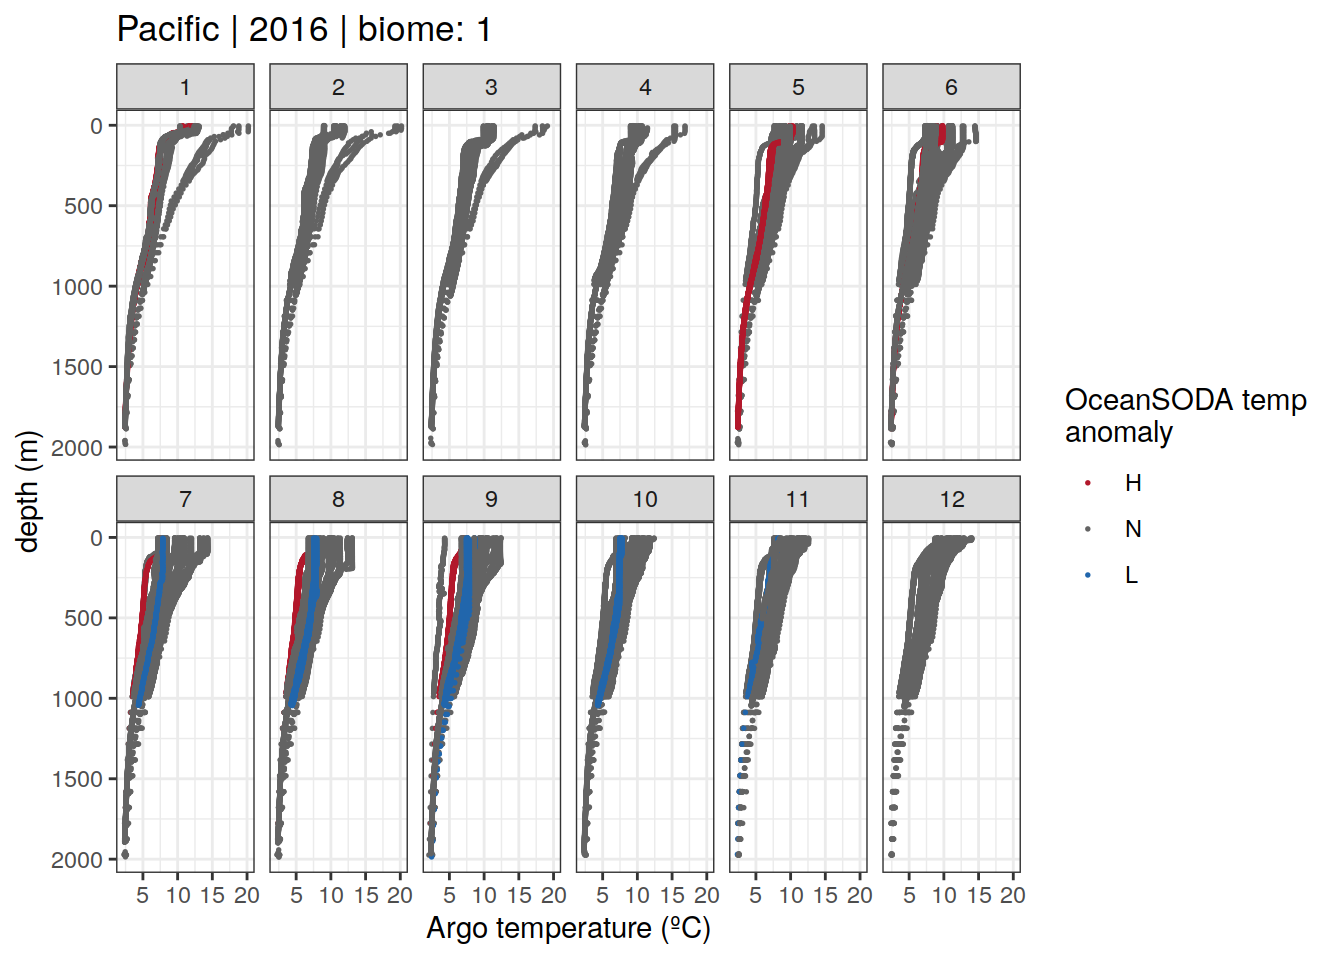 Pacific | 2016 | biome: 1
1 2 3 4 5 6
0
500
1000
1500
2000
7 8 9 10 11 12
0
500
1000
1500
2000
5 10 15 20 5 10 15 20 5 10 15 20 5 10 15 20 5 10 15 20 5 10 15 20
Argo temperature (ºC)
depth (m)
OceanSODA temp
anomaly
H
N
L